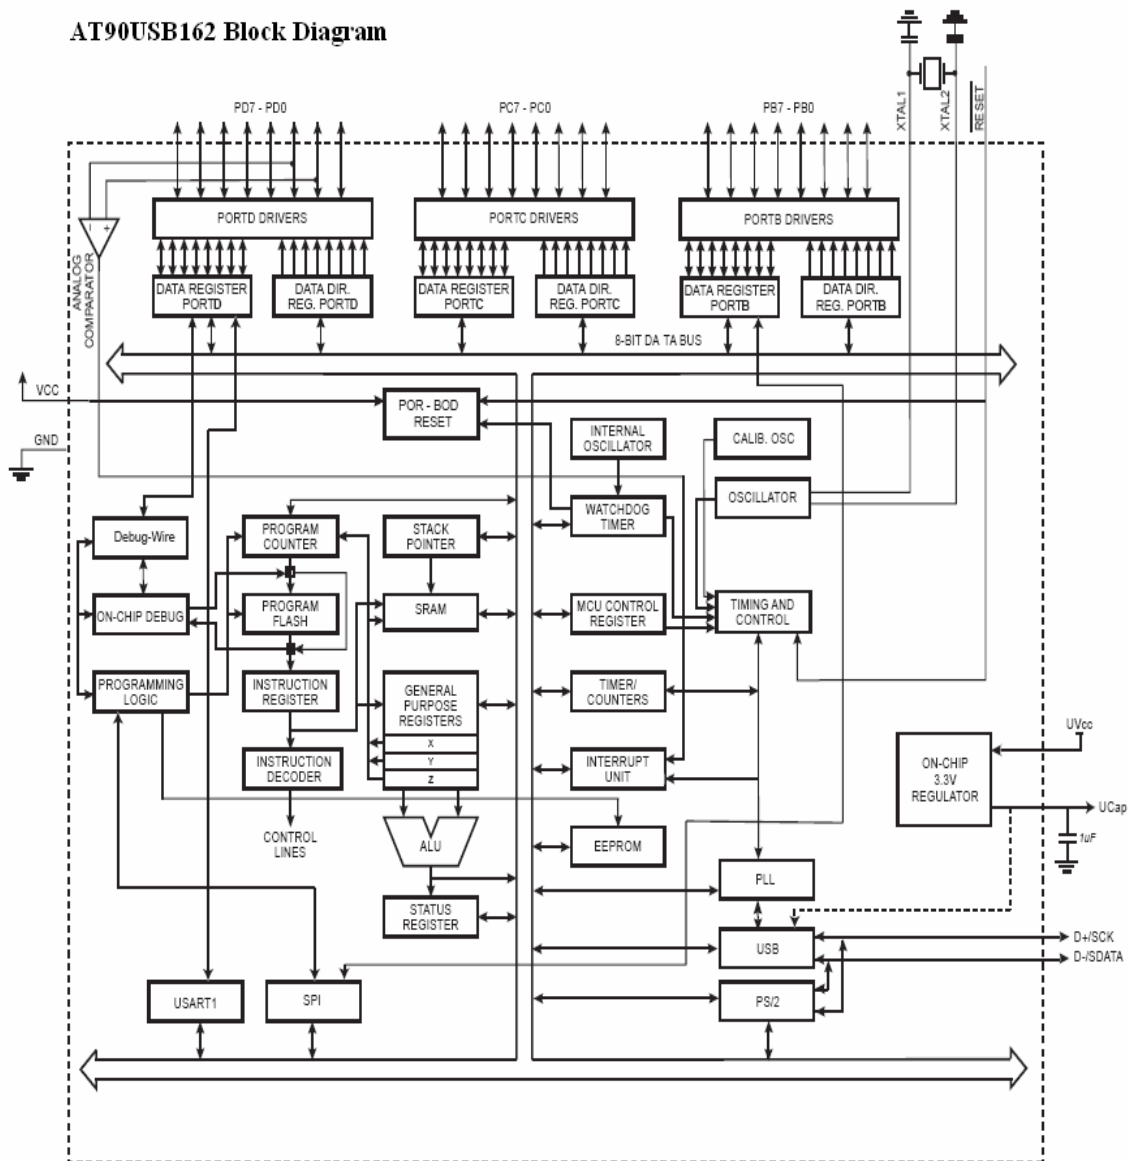 AT90USB162 Block Diagram
XTAL1
XTAL2
RESET
PD7 - PD0
PC7 - PC0
PB7 - PB0
PORTD DRIVERS
PORTC DRIVERS
PORTB DRIVERS
- +
ANALOG
COMPARATOR
DATA REGISTER
PORTD
DATA DIR.
REG. PORTD
DATA REGISTER
PORTC
DATA DIR.
REG. PORTC
DATA REGISTER
PORTB
DATA DIR.
REG. PORTB
8-BIT DA TA BUS
VCC
GND
POR - BOD
RESET
INTERNAL
OSCILLATOR
CALIB. OSC
OSCILLATOR
WATCHDOG
TIMER
Debug-Wire
PROGRAM
COUNTER
STACK
POINTER
ON-CHIP DEBUG
PROGRAM
FLASH
SRAM
MCU CONTROL
REGISTER
TIMING AND
CONTROL
PROGRAMMING
LOGIC
INSTRUCTION
REGISTER
GENERAL
PURPOSE
REGISTERS
X
Y
Z
TIMER/
COUNTERS
INSTRUCTION
DECODER
INTERRUPT
UNIT
ON-CHIP
3.3V
REGULATOR
UVcc
UCap
1uF
CONTROL
LINES
ALU
EEPROM
STATUS
REGISTER
PLL
USB
D+/SCK
D-/SDATA
PS/2
USART1
SPI